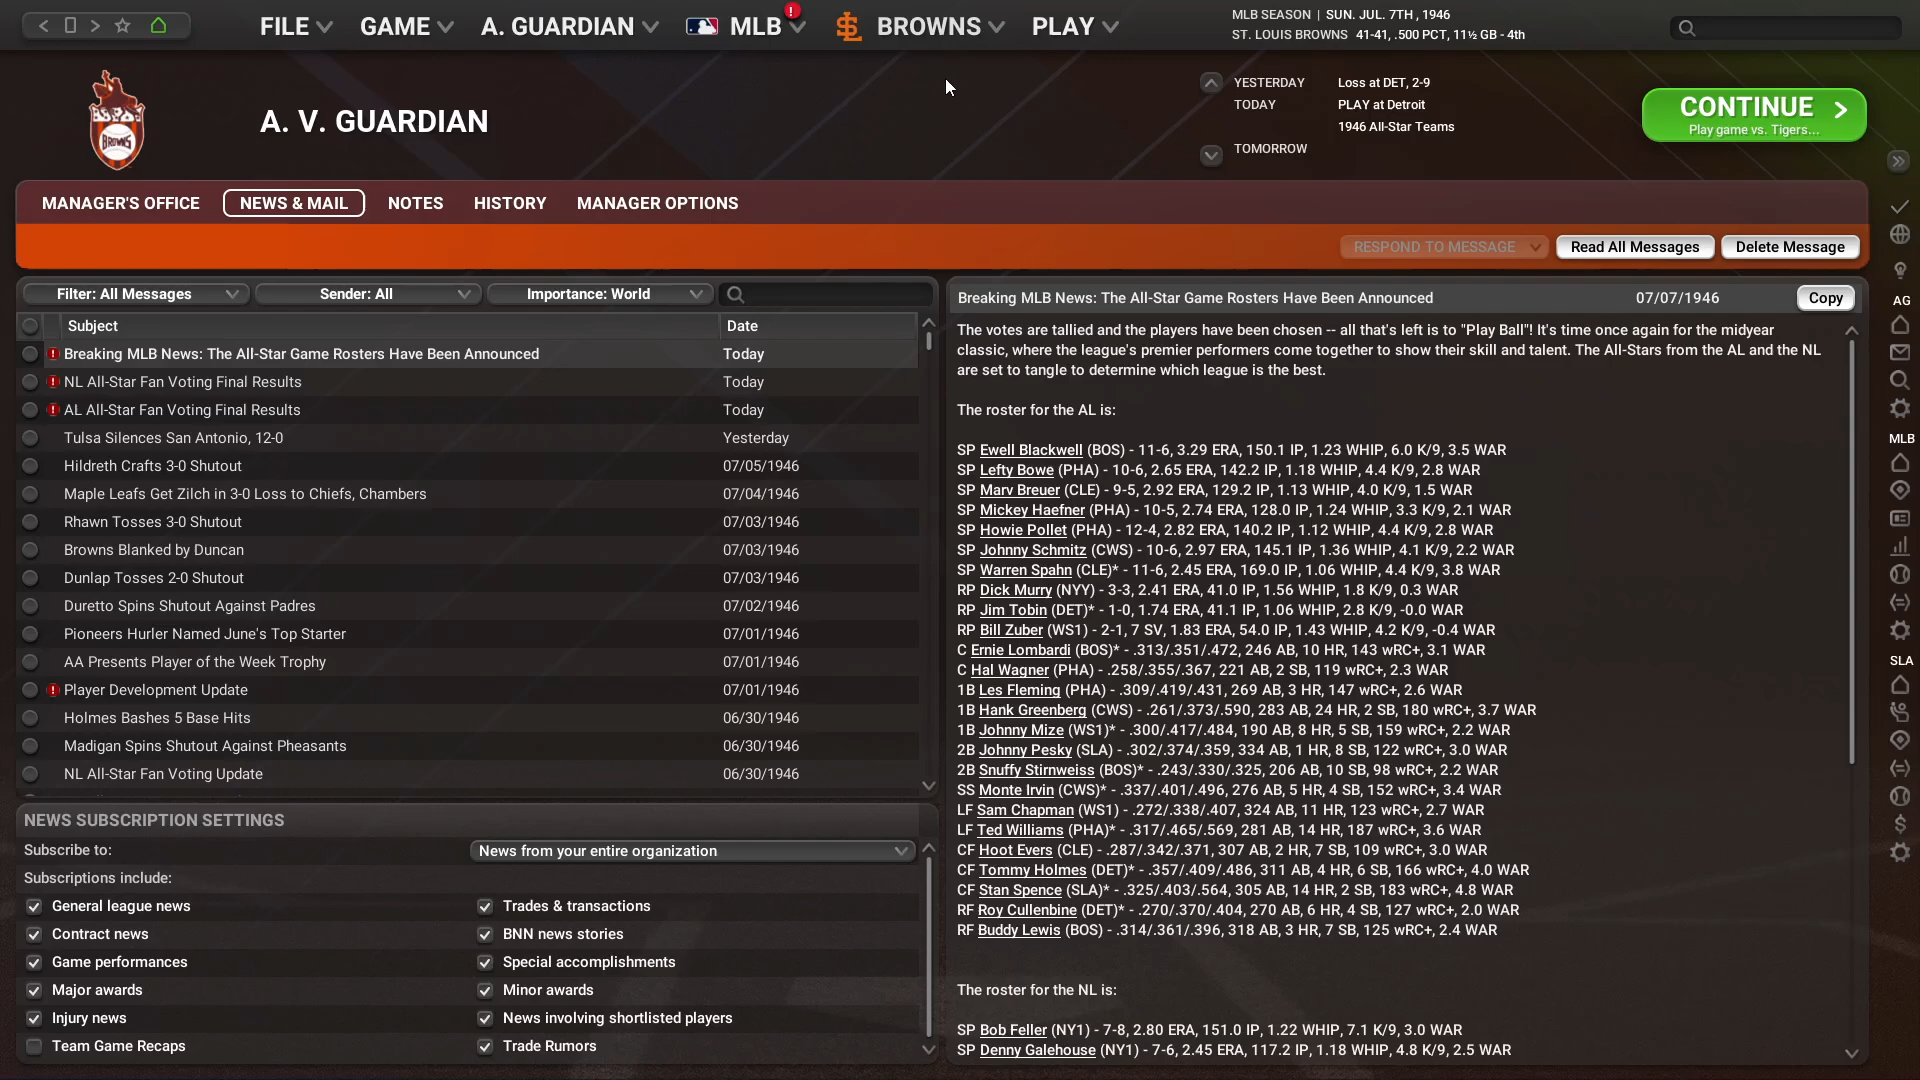 FILE GAME A. GUARDIAN MLB BROWNS PLAY
MLB SEASON | SUN. JUL. 7TH , 1946
ST. LOUIS BROWNS 41-41, .500 PCT, 11½ GB - 4th
BROWNS
A. V. GUARDIAN
YESTERDAY Loss at DET, 2-9
TODAY PLAY at Detroit
1946 All-Star Teams
TOMORROW
CONTINUE
Play game vs. Tigers...
MANAGER'S OFFICE NEWS & MAIL NOTES HISTORY MANAGER OPTIONS
RESPOND TO MESSAGE Read All Messages Delete Message
Filter: All Messages Sender: All Importance: World
Subject Date
Breaking MLB News: The All-Star Game Rosters Have Been Announced Today
NL All-Star Fan Voting Final Results Today
AL All-Star Fan Voting Final Results Today
Tulsa Silences San Antonio, 12-0 Yesterday
Hildreth Crafts 3-0 Shutout 07/05/1946
Maple Leafs Get Zilch in 3-0 Loss to Chiefs, Chambers 07/04/1946
Rhawn Tosses 3-0 Shutout 07/03/1946
Browns Blanked by Duncan 07/03/1946
Dunlap Tosses 2-0 Shutout 07/03/1946
Duretto Spins Shutout Against Padres 07/02/1946
Pioneers Hurler Named June's Top Starter 07/01/1946
AA Presents Player of the Week Trophy 07/01/1946
Player Development Update 07/01/1946
Holmes Bashes 5 Base Hits 06/30/1946
Madigan Spins Shutout Against Pheasants 06/30/1946
NL All-Star Fan Voting Update 06/30/1946
NEWS SUBSCRIPTION SETTINGS
Subscribe to: News from your entire organization
Subscriptions include:
General league news Trades & transactions
Contract news BNN news stories
Game performances Special accomplishments
Major awards Minor awards
Injury news News involving shortlisted players
Team Game Recaps Trade Rumors
Breaking MLB News: The All-Star Game Rosters Have Been Announced 07/07/1946 Copy
The votes are tallied and the players have been chosen -- all that's left is to "Play Ball"! It's time once again for the midyear
classic, where the league's premier performers come together to show their skill and talent. The All-Stars from the AL and the NL
are set to tangle to determine which league is the best.
The roster for the AL is:
SP Ewell Blackwell (BOS) - 11-6, 3.29 ERA, 150.1 IP, 1.23 WHIP, 6.0 K/9, 3.5 WAR
SP Lefty Bowe (PHA) - 10-6, 2.65 ERA, 142.2 IP, 1.18 WHIP, 4.4 K/9, 2.8 WAR
SP Marv Breuer (CLE) - 9-5, 2.92 ERA, 129.2 IP, 1.13 WHIP, 4.0 K/9, 1.5 WAR
SP Mickey Haefner (PHA) - 10-5, 2.74 ERA, 128.0 IP, 1.24 WHIP, 3.3 K/9, 2.1 WAR
SP Howie Pollet (PHA) - 12-4, 2.82 ERA, 140.2 IP, 1.12 WHIP, 4.4 K/9, 2.8 WAR
SP Johnny Schmitz (CWS) - 10-6, 2.97 ERA, 145.1 IP, 1.36 WHIP, 4.1 K/9, 2.2 WAR
SP Warren Spahn (CLE)* - 11-6, 2.45 ERA, 169.0 IP, 1.06 WHIP, 4.4 K/9, 3.8 WAR
RP Dick Murry (NYY) - 3-3, 2.41 ERA, 41.0 IP, 1.56 WHIP, 1.8 K/9, 0.3 WAR
RP Jim Tobin (DET)* - 1-0, 1.74 ERA, 41.1 IP, 1.06 WHIP, 2.8 K/9, -0.0 WAR
RP Bill Zuber (WS1) - 2-1, 7 SV, 1.83 ERA, 54.0 IP, 1.43 WHIP, 4.2 K/9, -0.4 WAR
C Ernie Lombardi (BOS)* - .313/.351/.472, 246 AB, 10 HR, 143 wRC+, 3.1 WAR
C Hal Wagner (PHA) - .258/.355/.367, 221 AB, 2 SB, 119 wRC+, 2.3 WAR
1B Les Fleming (PHA) - .309/.419/.431, 269 AB, 3 HR, 147 wRC+, 2.6 WAR
1B Hank Greenberg (CWS) - .261/.373/.590, 283 AB, 24 HR, 2 SB, 180 wRC+, 3.7 WAR
1B Johnny Mize (WS1)* - .300/.417/.484, 190 AB, 8 HR, 5 SB, 159 wRC+, 2.2 WAR
2B Johnny Pesky (SLA) - .302/.374/.359, 334 AB, 1 HR, 8 SB, 122 wRC+, 3.0 WAR
2B Snuffy Stirnweiss (BOS)* - .243/.330/.325, 206 AB, 10 SB, 98 wRC+, 2.2 WAR
SS Monte Irvin (CWS)* - .337/.401/.496, 276 AB, 5 HR, 4 SB, 152 wRC+, 3.4 WAR
LF Sam Chapman (WS1) - .272/.338/.407, 324 AB, 11 HR, 123 wRC+, 2.7 WAR
LF Ted Williams (PHA)* - .317/.465/.569, 281 AB, 14 HR, 187 wRC+, 3.6 WAR
CF Hoot Evers (CLE) - .287/.342/.371, 307 AB, 2 HR, 7 SB, 109 wRC+, 3.0 WAR
CF Tommy Holmes (DET)* - .357/.409/.486, 311 AB, 4 HR, 6 SB, 166 wRC+, 4.0 WAR
CF Stan Spence (SLA)* - .325/.403/.564, 305 AB, 14 HR, 2 SB, 183 wRC+, 4.8 WAR
RF Roy Cullenbine (DET)* - .270/.370/.404, 270 AB, 6 HR, 4 SB, 127 wRC+, 2.0 WAR
RF Buddy Lewis (BOS) - .314/.361/.396, 318 AB, 3 HR, 7 SB, 125 wRC+, 2.4 WAR
The roster for the NL is:
SP Bob Feller (NY1) - 7-8, 2.80 ERA, 151.0 IP, 1.22 WHIP, 7.1 K/9, 3.0 WAR
SP Denny Galehouse (NY1) - 7-6, 2.45 ERA, 117.2 IP, 1.18 WHIP, 4.8 K/9, 2.5 WAR
AG
MLB
SLA